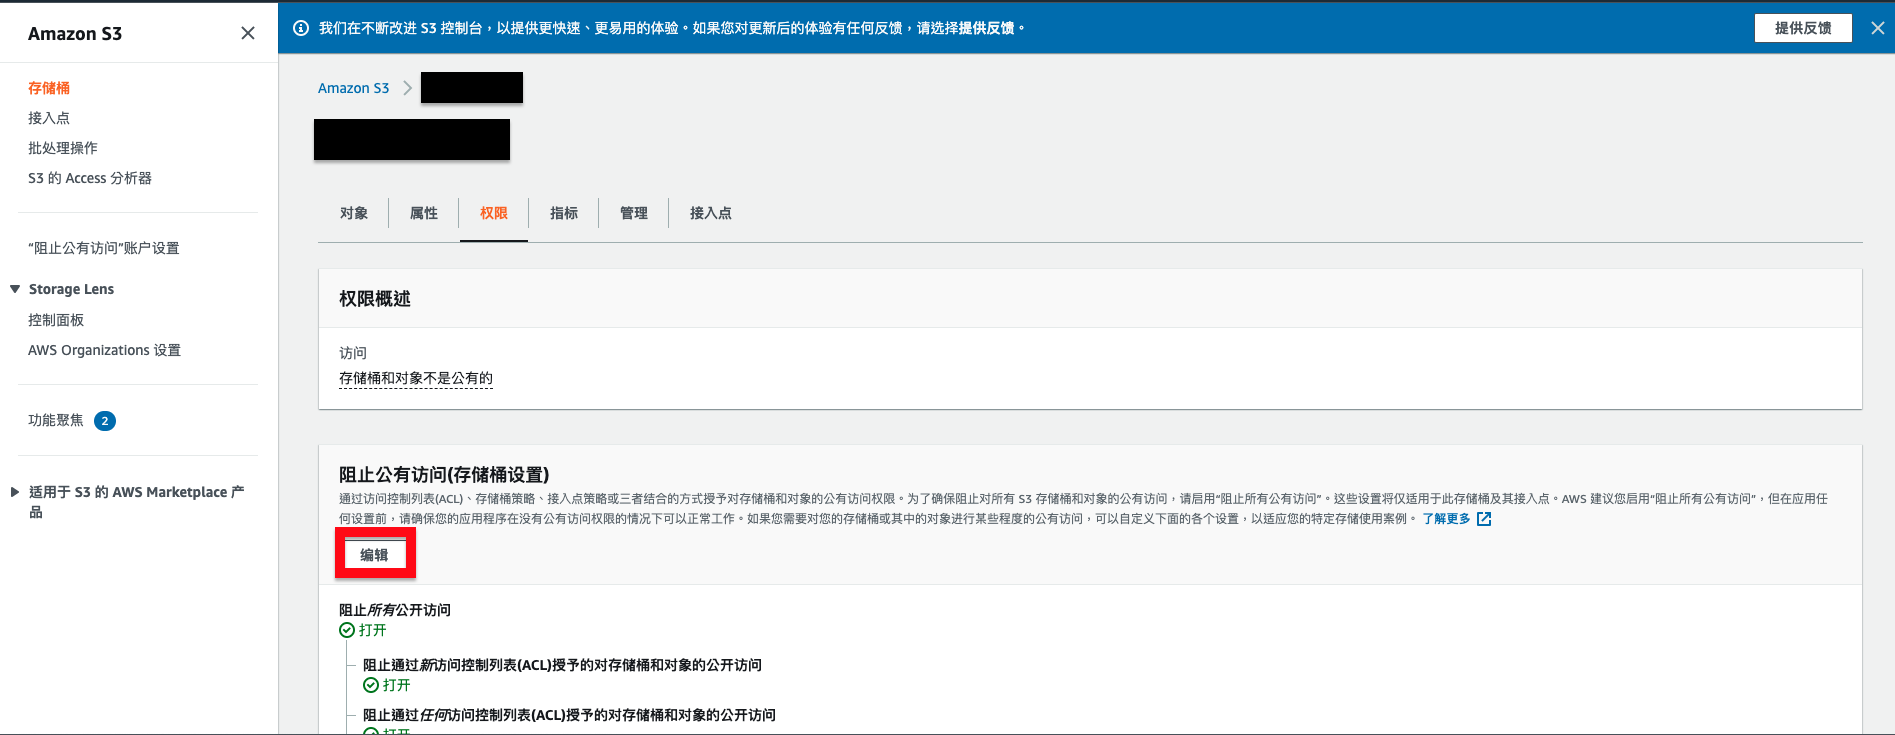 Amazon S3
存储桶
接入点
批处理操作
S3 的 Access 分析器
“阻止公有访问”账户设置
Storage Lens
控制面板
AWS Organizations 设置
功能聚焦 2
适用于 S3 的 AWS Marketplace 产
品
我们在不断改进 S3 控制台，以提供更快速、更易用的体验。如果您对更新后的体验有任何反馈，请选择提供反馈。
提供反馈
Amazon S3
对象 属性 权限 指标 管理 接入点
权限概述
访问
存储桶和对象不是公有的
阻止公有访问(存储桶设置)
通过访问控制列表(ACL)、存储桶策略、接入点策略或三者结合的方式授予对存储桶和对象的公有访问权限。为了确保阻止对所有 S3 存储桶和对象的公有访问，请启用“阻止所有公有访问”。这些设置将仅适用于此存储桶及其接入点。AWS 建议您启用“阻止所有公有访问”，但在应用任
何设置前，请确保您的应用程序在没有公有访问权限的情况下可以正常工作。如果您需要对您的存储桶或其中的对象进行某些程度的公有访问，可以自定义下面的各个设置，以适应您的特定存储使用案例。 了解更多
编辑
阻止所有公开访问
打开
阻止通过新访问控制列表(ACL)授予的对存储桶和对象的公开访问
打开
阻止通过任何访问控制列表(ACL)授予的对存储桶和对象的公开访问
打开